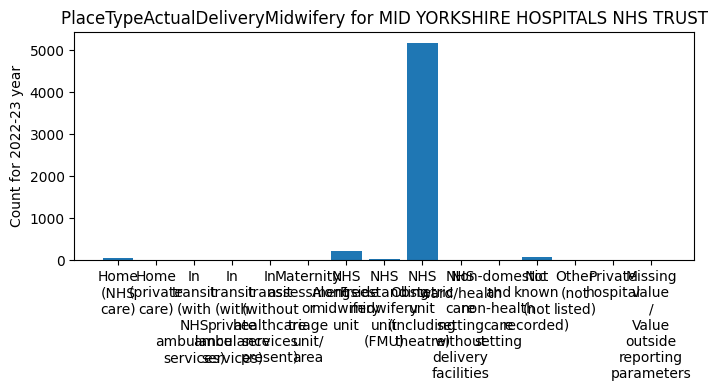 PlaceTypeActualDeliveryMidwifery for MID YORKSHIRE HOSPITALS NHS TRUST
Count for 2022-23 year
5000
4000
3000
2000
1000
0
Home
(NHS
care)
Home
(private
care)
In
transit
(with
NHS
ambulance
services)
In
transit
(with
private
ambulance
services)
In
transit
(without
healthcare
services
present)
Maternity
assessment
or
triage
unit/
area
NHS
Alongside
midwifery
unit
NHS
Freestanding
midwifery
unit
(FMU)
NHS
Obstetric
unit
(including
theatre)
NHS
ward/health
care
setting
without
delivery
facilities
Non-domestic
and
non-health
care
setting
Not
known
(not
recorded)
Other
(not
listed)
Private
hospital
Missing
value
/
Value
outside
reporting
parameters